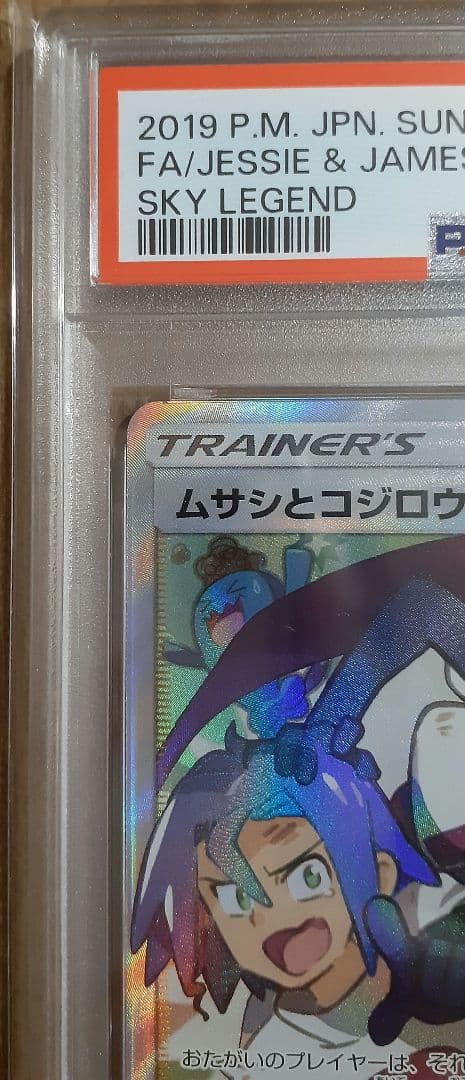 2019 P.M. JPN. SUN
FA/JESSIE & JAMES
SKY LEGEND
TRAINER'S
ムサシとコジロウ
おたがいのプレイヤーは、それ